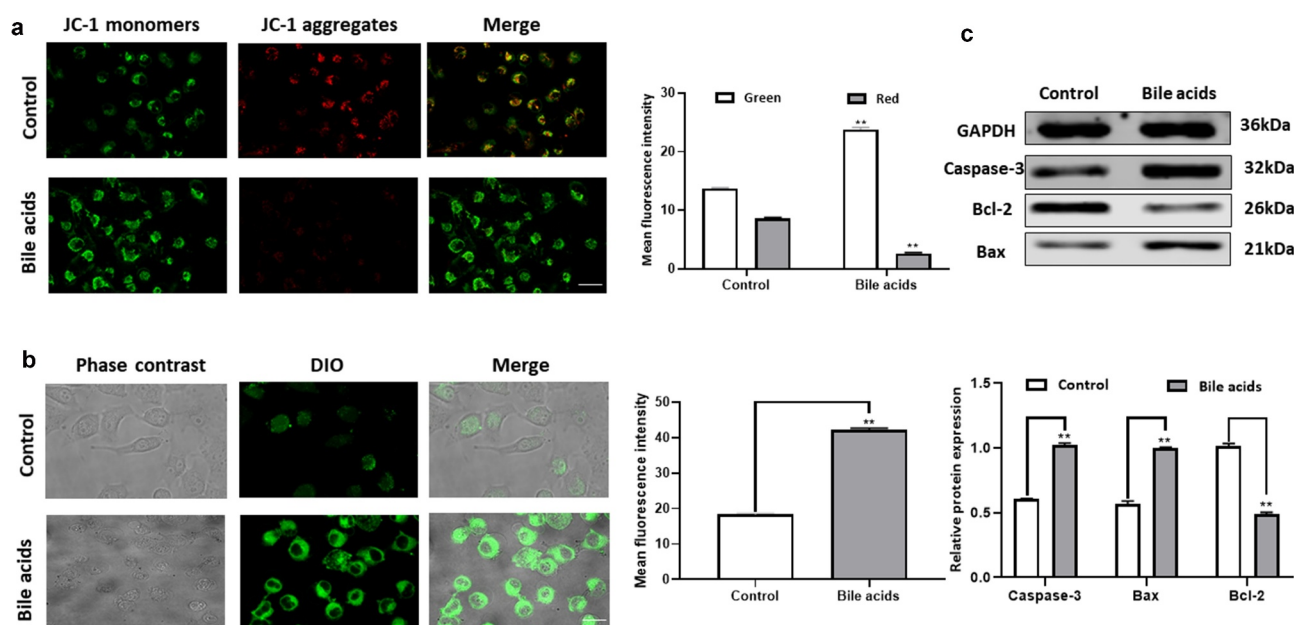 a
JC-1 monomers JC-1 aggregates Merge
Control
Bile acids
Mean fluorescence intensity
30
20
10
0
Green Red
**
**
Control Bile acids
c
Control Bile acids
GAPDH 36kDa
Caspase-3 32kDa
Bcl-2 26kDa
Bax 21kDa
b
Phase contrast DIO Merge
Control
Bile acids
Mean fluorescence intensity
50
40
30
20
10
0
**
Control Bile acids
Relative protein expression
1.5
1.0
0.5
0.0
Control Bile acids
** **
**
Caspase-3 Bax Bcl-2